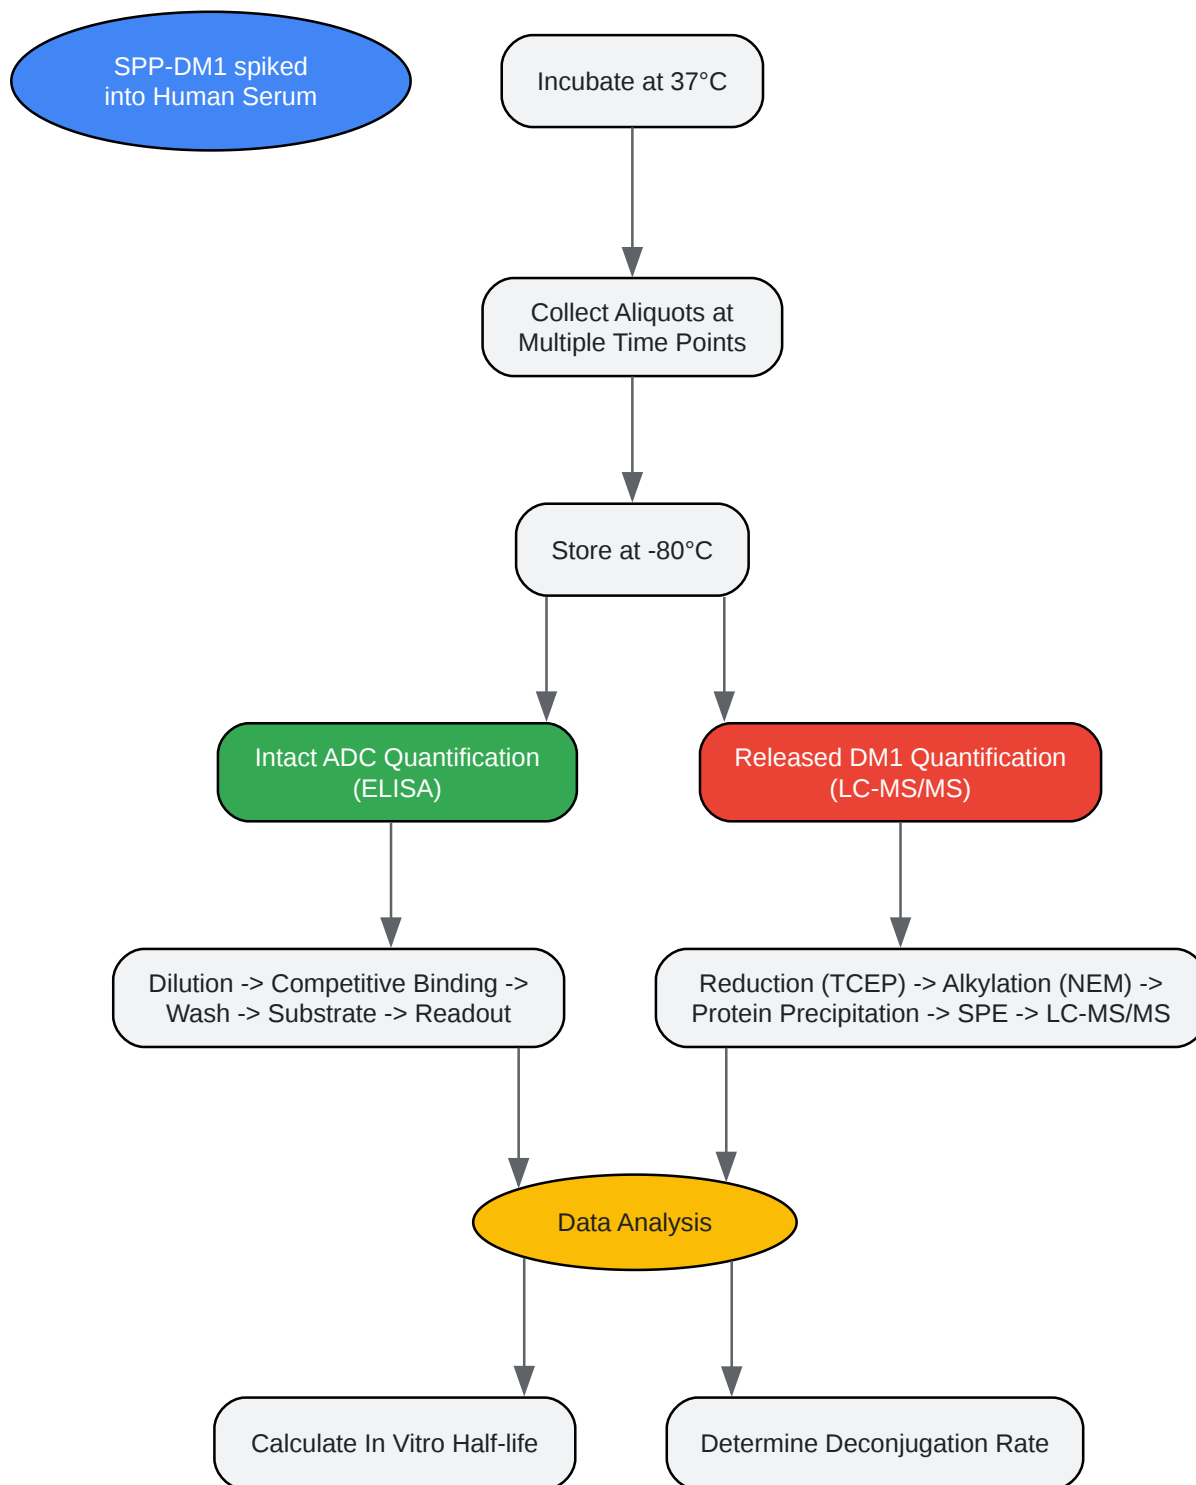 SPP-DM1 spiked
into Human Serum
Incubate at 37°C
Collect Aliquots at
Multiple Time Points
Store at -80°C
Intact ADC Quantification
(ELISA)
Released DM1 Quantification
(LC-MS/MS)
Dilution -> Competitive Binding ->
Wash -> Substrate -> Readout
Reduction (TCEP) -> Alkylation (NEM) ->
Protein Precipitation -> SPE -> LC-MS/MS
Data Analysis
Calculate In Vitro Half-life
Determine Deconjugation Rate